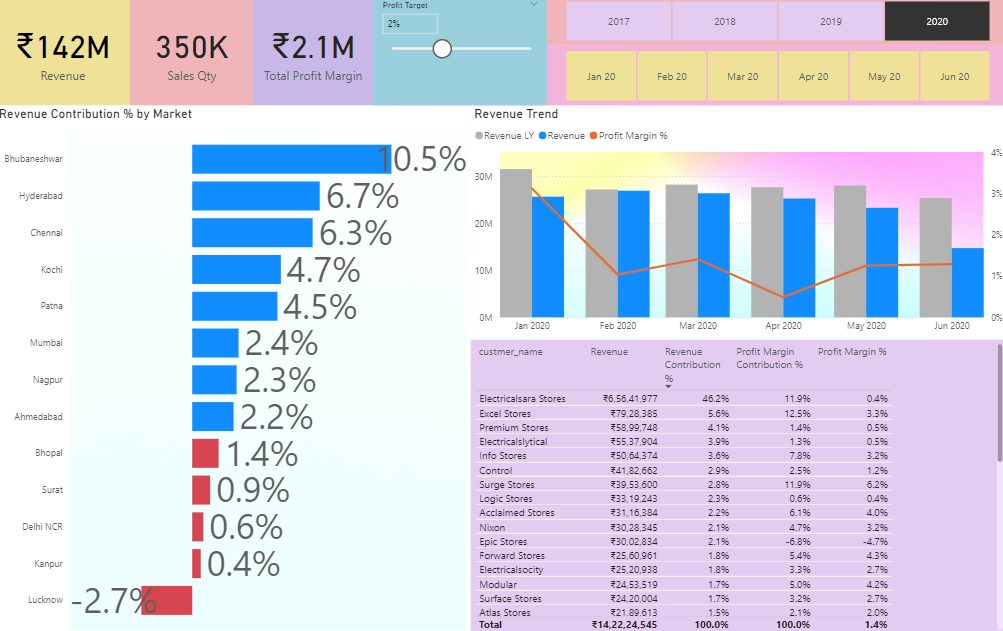 ₹142M
Revenue
350K
Sales Qty
₹2.1M
Total Profit Margin
Profit Target
2%
2017 2018 2019 2020
Jan 20 Feb 20 Mar 20 Apr 20 May 20 Jun 20
Revenue Contribution % by Market
Bhubaneshwar 10.5%
Hyderabad 6.7%
Chennai 6.3%
Kochi 4.7%
Patna 4.5%
Mumbai 2.4%
Nagpur 2.3%
Ahmedabad 2.2%
Bhopal 1.4%
Surat 0.9%
Delhi NCR 0.6%
Kanpur 0.4%
Lucknow -2.7%
Revenue Trend
Revenue LY Revenue Profit Margin %
4%
30M 3%
20M 2%
10M 1%
0M 0%
Jan 2020 Feb 2020 Mar 2020 Apr 2020 May 2020 Jun 2020
custmer_name Revenue Revenue Contribution % Profit Margin Contribution % Profit Margin %
Electricalsara Stores ₹6,56,41,977 46.2% 11.9% 0.4%
Excel Stores ₹79,28,385 5.6% 12.5% 3.3%
Premium Stores ₹58,99,748 4.1% 1.4% 0.5%
Electricalslytical ₹55,37,904 3.9% 1.3% 0.5%
Info Stores ₹50,64,374 3.6% 7.8% 3.2%
Control ₹41,82,662 2.9% 2.5% 1.2%
Surge Stores ₹39,53,600 2.8% 11.9% 6.2%
Logic Stores ₹33,19,243 2.3% 0.6% 0.4%
Acclaimed Stores ₹31,16,384 2.2% 6.1% 4.0%
Nixon ₹30,28,345 2.1% 4.7% 3.2%
Epic Stores ₹30,02,834 2.1% -6.8% -4.7%
Forward Stores ₹25,60,961 1.8% 5.4% 4.3%
Electricalsocity ₹25,20,938 1.8% 3.3% 2.7%
Modular ₹24,53,519 1.7% 5.0% 4.2%
Surface Stores ₹24,20,004 1.7% 3.2% 2.7%
Atlas Stores ₹21,89,613 1.5% 2.1% 2.0%
Total ₹14,22,24,545 100.0% 100.0% 1.4%